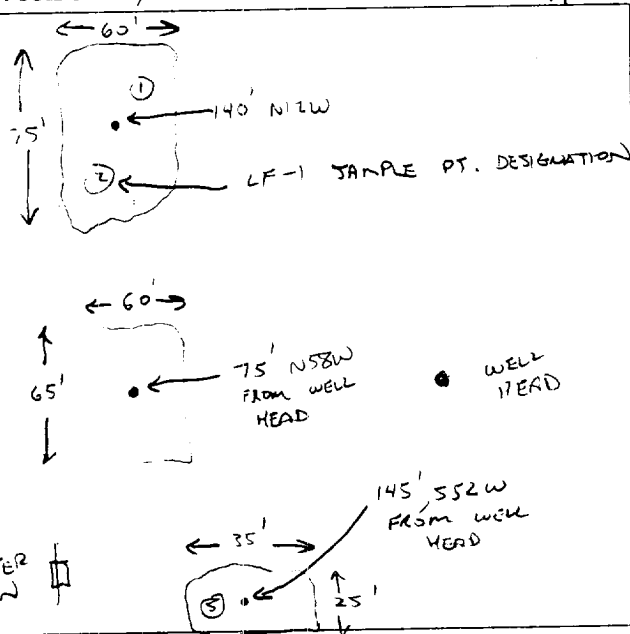 60'
①
75'
140' N12W
②
LF-1 SAMPLE PT. DESIGNATION
60'
65'
75' N58W
FROM WELL
HEAD
WELL
HEAD
145' S52W
FROM WELL
HEAD
35'
⑤
25'